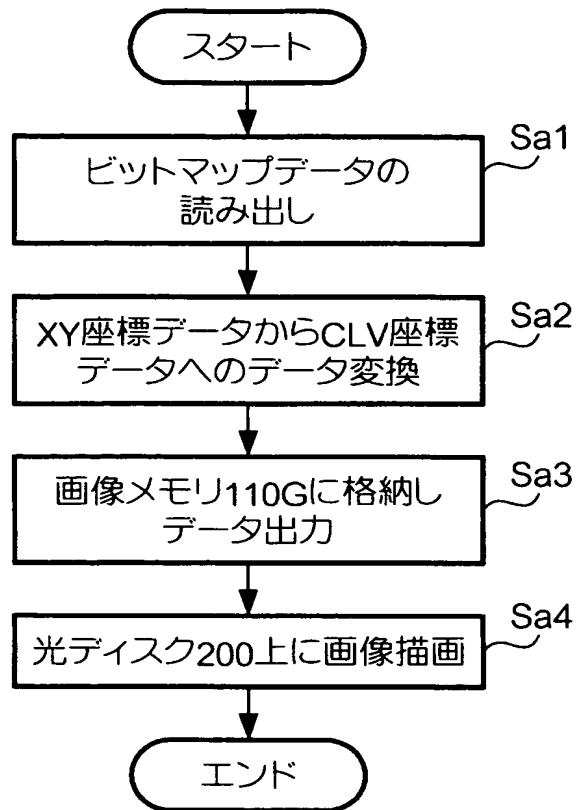 スタート
Sa1
ビットマップデータの
読み出し
Sa2
XY座標データからCLV座標
データへのデータ変換
Sa3
画像メモリ110Gに格納し
データ出力
Sa4
光ディスク200上に画像描画
エンド